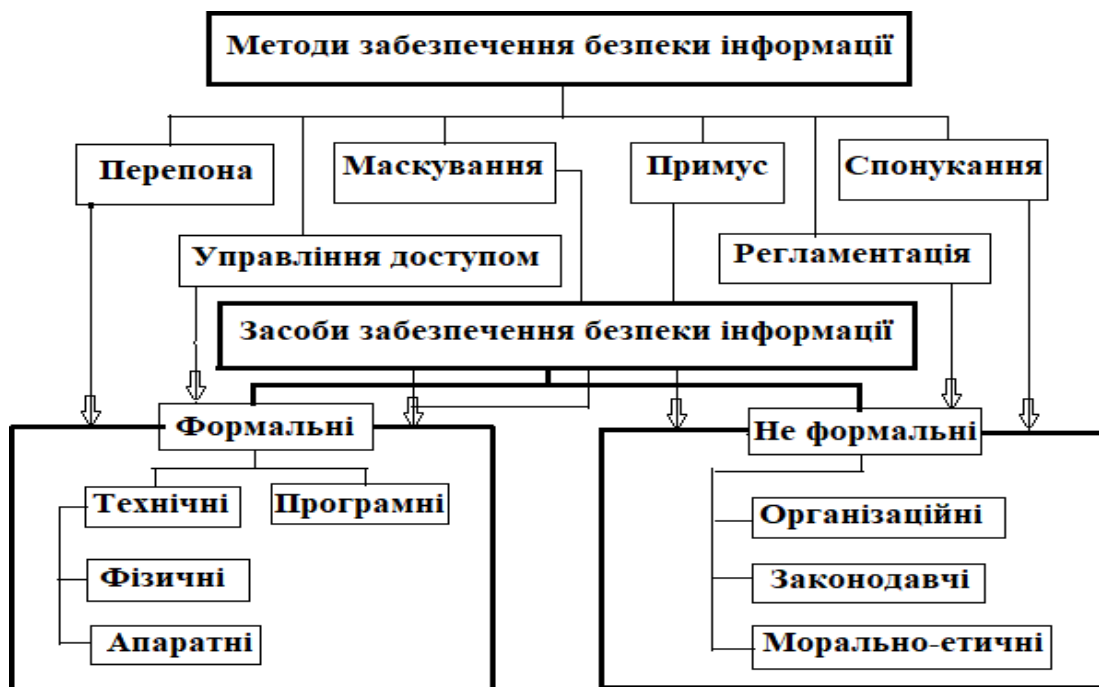 Методи забезпечення безпеки інформації
Перепона
Маскування
Примус
Спонукання
Управління доступом
Регламентація
Засоби забезпечення безпеки інформації
Формальні
Не формальні
Технічні
Програмні
Фізичні
Апаратні
Організаційні
Законодавчі
Морально-етичні